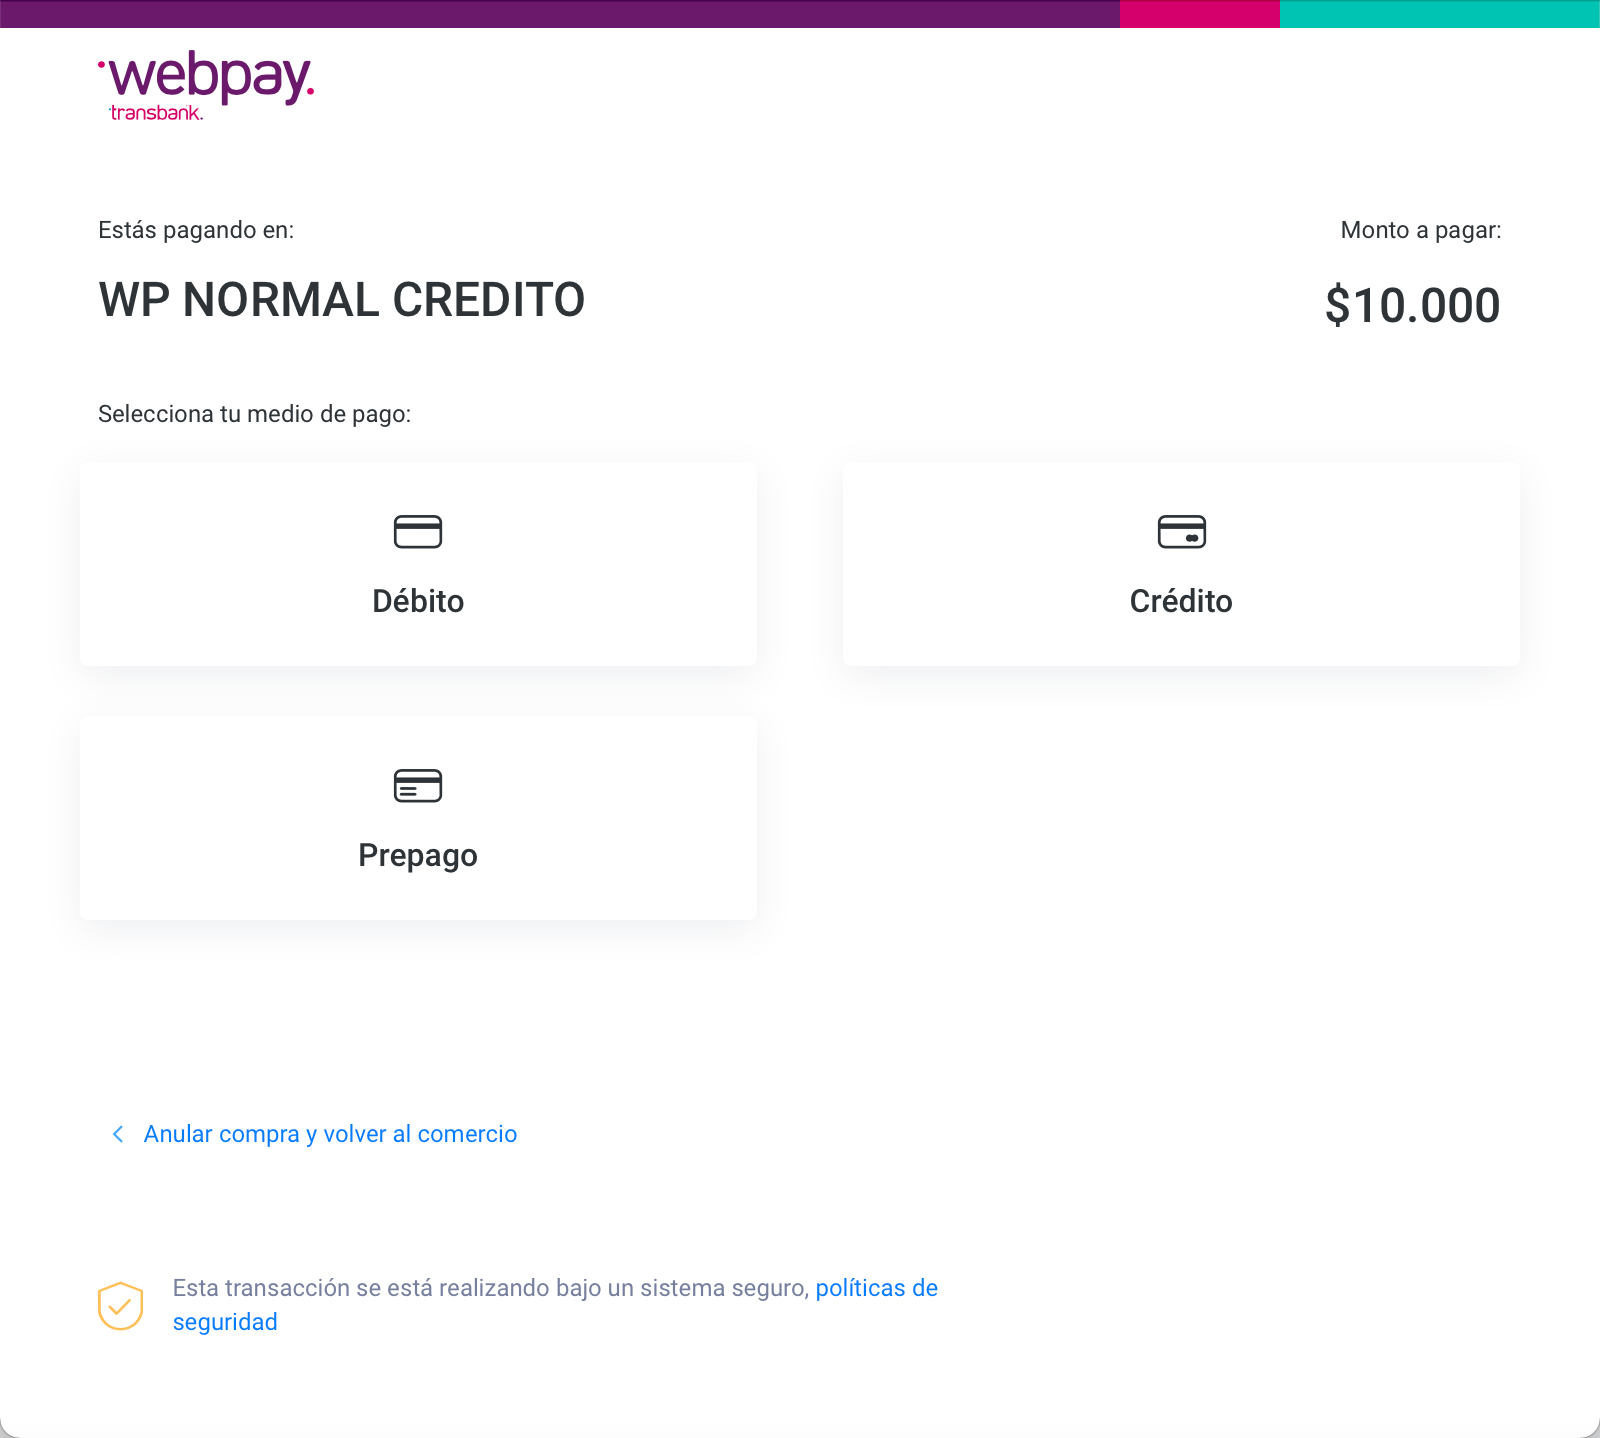 webpay.
transbank.
Estás pagando en:
Monto a pagar:
WP NORMAL CREDITO
$10.000
Selecciona tu medio de pago:
Débito
Crédito
Prepago
Anular compra y volver al comercio
Esta transacción se está realizando bajo un sistema seguro, políticas de
seguridad